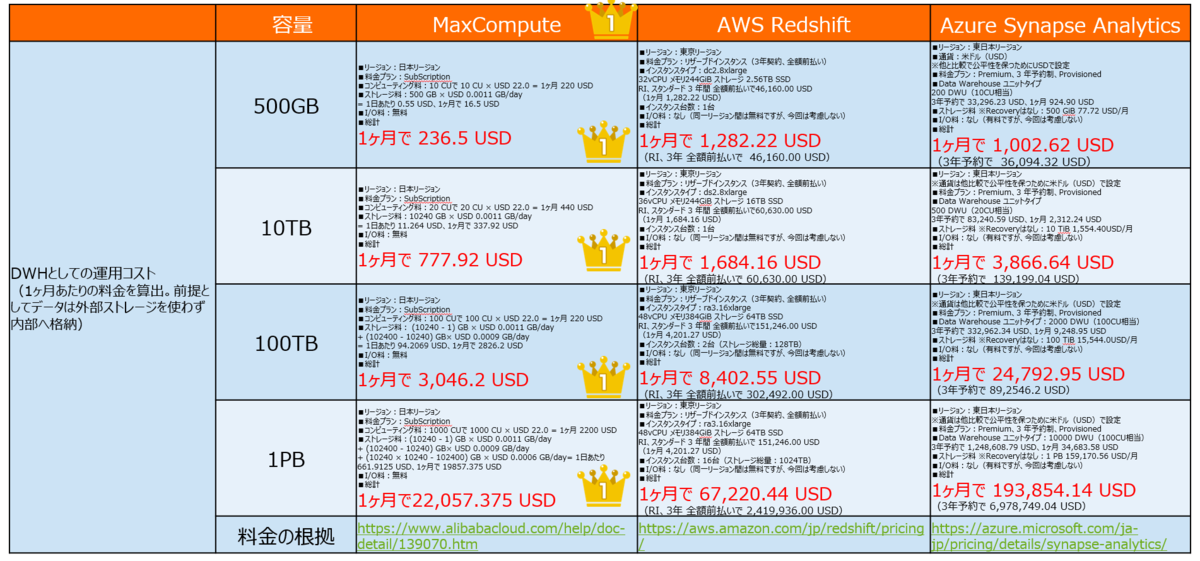 容量
MaxCompute
1
AWS Redshift
Azure Synapse Analytics
DWHとしての運用コスト
（1ヶ月あたりの料金を算出。前提と
してデータは外部ストレージを使わず
内部へ格納）
500GB
■リージョン：日本リージョン
■料金プラン：SubScription
■コンピューティング料：10 CUで 10 CU × USD 22.0 = 1ヶ月 220 USD
■ストレージ料：500 GB × USD 0.0011 GB/day
= 1日あたり 0.55 USD、1ヶ月で 16.5 USD
■I/O料：無料
■総計
1ヶ月で 236.5 USD
1
■リージョン：東京リージョン
■料金プラン：リザーブドインスタンス（3年契約、全額前払い）
■インスタンスタイプ：dc2.8xlarge
32vCPU メモリ244GiB ストレージ 2.56TB SSD
RI、スタンダード 3 年間 全額前払いで46,160.00 USD
（1ヶ月 1,282.22 USD）
■インスタンス台数：1台
■I/O料：なし（同一リージョン間は無料ですが、今回は考慮しない）
■総計
1ヶ月で 1,282.22 USD
（RI、3年 全額前払いで 46,160.00 USD）
■リージョン：東日本リージョン
■通貨：米ドル（USD）
※他と比較で公平性を保つためにUSDで設定
■料金プラン：Premium、3 年予約制、Provisioned
■Data Warehouse ユニットタイプ
200 DWU（10CU相当）
3年予約で 33,296.23 USD、1ヶ月 924.90 USD
■ストレージ料 ※Recoveryはなし：500 GiB 77.72 USD/月
■I/O料：なし（有料ですが、今回は考慮しない）
■総計
1ヶ月で 1,002.62 USD
（3年予約で 36,094.32 USD）
10TB
■リージョン：日本リージョン
■料金プラン：SubScription
■コンピューティング料：20 CUで 20 CU × USD 22.0 = 1ヶ月 440 USD
■ストレージ料：10240 GB × USD 0.0011 GB/day
= 1日あたり 11.264 USD、1ヶ月で 337.92 USD
■I/O料：無料
■総計
1ヶ月で 777.92 USD
1
■リージョン：東京リージョン
■料金プラン：リザーブドインスタンス（3年契約、全額前払い）
■インスタンスタイプ：ds2.8xlarge
36vCPU メモリ244GiB ストレージ 16TB SSD
RI、スタンダード 3 年間 全額前払いで60,630.00 USD
（1ヶ月 1,684.16 USD）
■インスタンス台数：1台
■I/O料：なし（同一リージョン間は無料ですが、今回は考慮しない）
■総計
1ヶ月で 1,684.16 USD
（RI、3年 全額前払いで 60,630.00 USD）
■リージョン：東日本リージョン
※通貨は他比較で公平性を保つために米ドル（USD）で設定
■料金プラン：Premium、3 年予約制、Provisioned
■Data Warehouse ユニットタイプ
500 DWU（20CU相当）
3年予約で 83,240.59 USD、1ヶ月 2,312.24 USD
■ストレージ料 ※Recoveryはなし：10 TiB 1,554.40USD/月
■I/O料：なし（有料ですが、今回は考慮しない）
■総計
1ヶ月で 3,866.64 USD
（3年予約で 139,199.04 USD）
100TB
■リージョン：日本リージョン
■料金プラン：SubScription
■コンピューティング料：100 CUで 100 CU × USD 22.0 = 1ヶ月 220 USD
■ストレージ料：（10240 - 1) GB × USD 0.0011 GB/day
+ (102400 - 10240) GB× USD 0.0009 GB/day
= 1日あたり 94.2069 USD、1ヶ月で 2826.2 USD
■I/O料：無料
■総計
1ヶ月で 3,046.2 USD
1
■リージョン：東京リージョン
■料金プラン：リザーブドインスタンス（3年契約、全額前払い）
■インスタンスタイプ：ra3.16xlarge
48vCPU メモリ384GiB ストレージ 64TB SSD
RI、スタンダード 3 年間 全額前払いで151,246.00 USD
（1ヶ月 4,201.27 USD）
■インスタンス台数：2台（ストレージ総量：128TB）
■I/O料：なし（同一リージョン間は無料ですが、今回は考慮しない）
■総計
1ヶ月で 8,402.55 USD
（RI、3年 全額前払いで 302,492.00 USD）
■リージョン：東日本リージョン
※通貨は他比較で公平性を保つために米ドル（USD）で設定
■料金プラン：Premium、3 年予約制、Provisioned
■Data Warehouse ユニットタイプ：2000 DWU（100CU相当）
3年予約で 332,962.34 USD、1ヶ月 9,248.95 USD
■ストレージ料 ※Recoveryはなし：100 TiB 15,544.0USD/月
■I/O料：なし（有料ですが、今回は考慮しない）
■総計
1ヶ月で 24,792.95 USD
（3年予約で 89,2546.2 USD）
1PB
■リージョン：日本リージョン
■料金プラン：SubScription
■コンピューティング料：1000 CUで 1000 CU × USD 22.0 = 1ヶ月 2200 USD
■ストレージ料：(10240 - 1) GB × USD 0.0011 GB/day
+ (102400 - 10240) GB× USD 0.0009 GB/day
+ (10240 × 10240 - 102400) GB × USD 0.0006 GB/day= 1日あたり
661.9125 USD、1ヶ月で 19857.375 USD
■I/O料：無料
■総計
1ヶ月で22,057.375 USD
1
■リージョン：東京リージョン
■料金プラン：リザーブドインスタンス（3年契約、全額前払い）
■インスタンスタイプ：ra3.16xlarge
48vCPU メモリ384GiB ストレージ 64TB SSD
RI、スタンダード 3 年間 全額前払いで 151,246.00 USD
（1ヶ月 4,201.27 USD）
■インスタンス台数：16台（ストレージ総量：1024TB）
■I/O料：なし（同一リージョン間は無料ですが、今回は考慮しない）
■総計
1ヶ月で 67,220.44 USD
（RI、3年 全額前払いで 2,419,936.00 USD）
■リージョン：東日本リージョン
※通貨は他比較で公平性を保つために米ドル（USD）で設定
■料金プラン：Premium、3 年予約制、Provisioned
■Data Warehouse ユニットタイプ：10000 DWU（100CU相当）
3年予約で 1,248,608.79 USD、1ヶ月 34,683.58 USD
■ストレージ料 ※Recoveryはなし：1 PB 159,170.56 USD/月
■I/O料：なし（有料ですが、今回は考慮しない）
■総計
1ヶ月で 193,854.14 USD
（3年予約で 6,978,749.04 USD）
料金の根拠
https://www.alibabacloud.com/help/doc-
detail/139070.htm
https://aws.amazon.com/jp/redshift/pricing
/
https://azure.microsoft.com/ja-
jp/pricing/details/synapse-analytics/